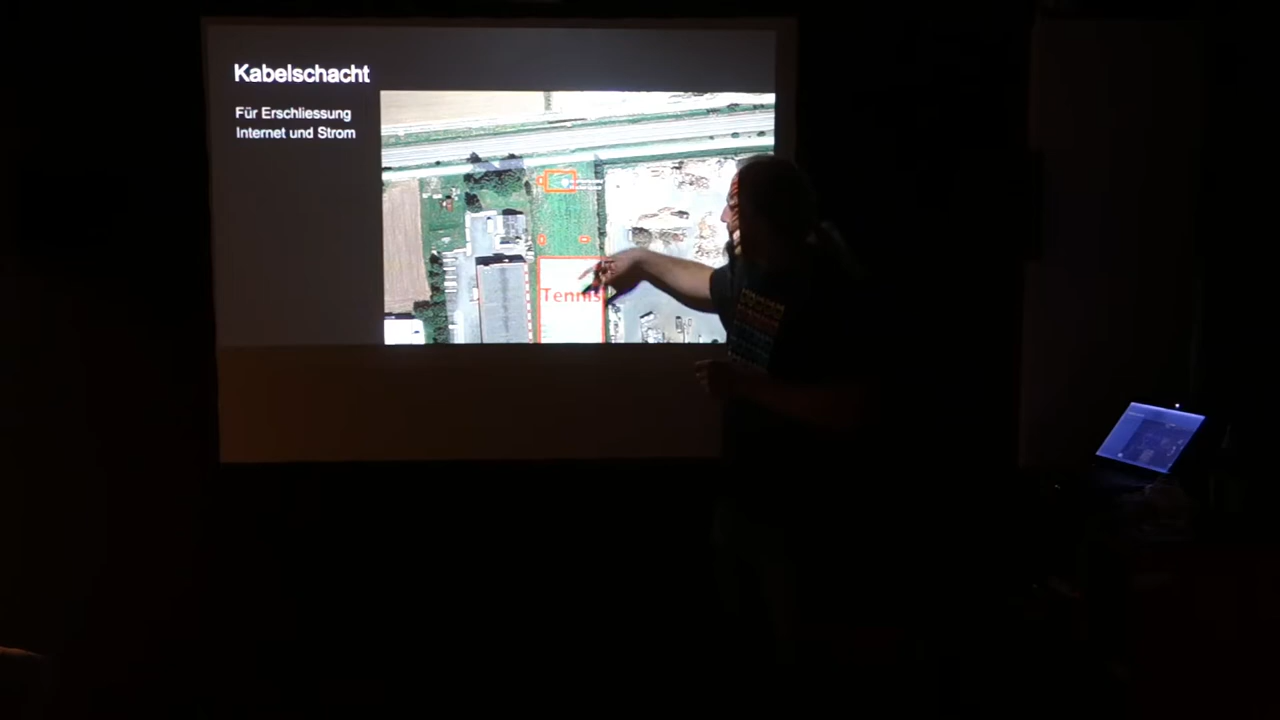 Kabelschacht
Für Erschliessung
Internet und Strom
Tennis